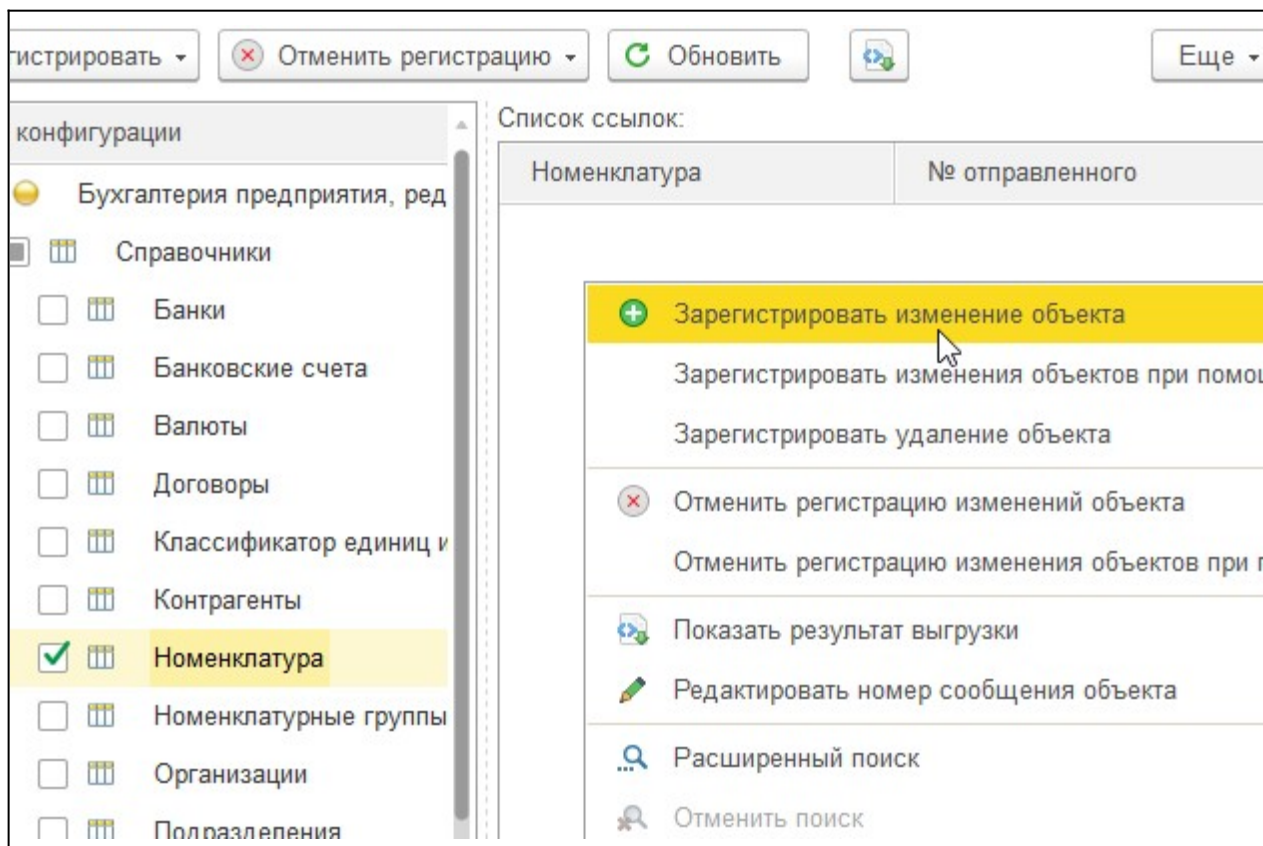 гистрировать
Отменить регистрацию
Обновить
Еще
конфигурации
Бухгалтерия предприятия, ред
Справочники
Банки
Банковские счета
Валюты
Договоры
Классификатор единиц и
Контрагенты
Номенклатура
Номенклатурные группы
Организации
Подразделения
Список ссылок:
Номенклатура
№ отправленного
Зарегистрировать изменение объекта
Зарегистрировать изменения объектов при помощ
Зарегистрировать удаление объекта
Отменить регистрацию изменений объекта
Отменить регистрацию изменения объектов при п
Показать результат выгрузки
Редактировать номер сообщения объекта
Расширенный поиск
Отменить поиск